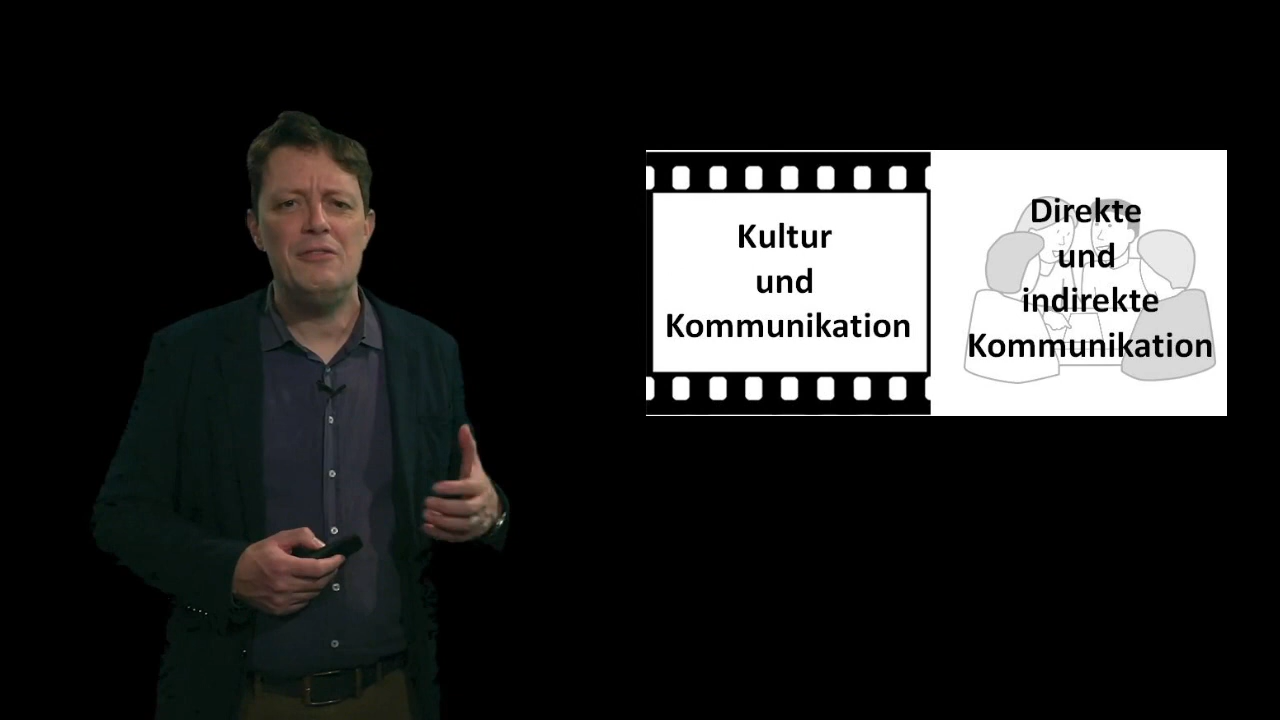 Kultur
und
Kommunikation
Direkte
und
indirekte
Kommunikation